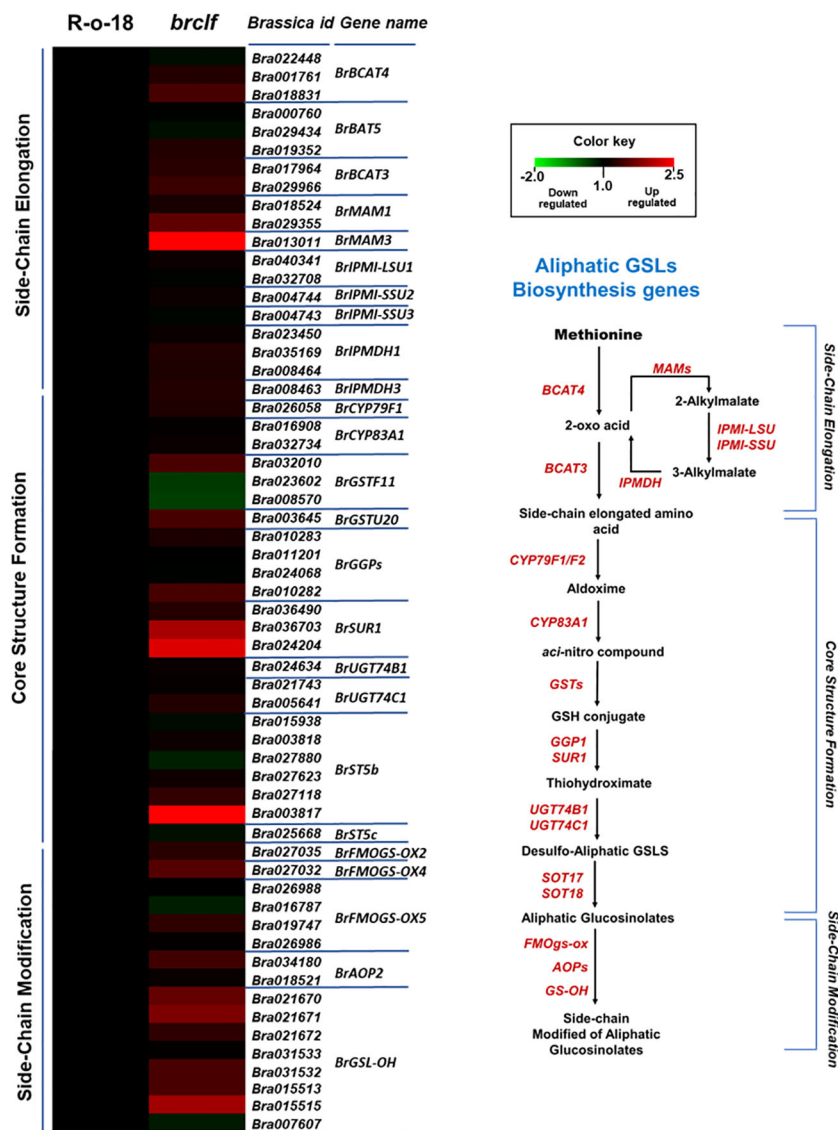 R-o-18 brclf Brassica id Gene name
Side-Chain Elongation
Core Structure Formation
Side-Chain Modification
Bra022448
Bra001761
Bra018831
BrBCAT4
Bra000760
Bra029434
Bra019352
BrBAT5
Bra017964
Bra029966
BrBCAT3
Bra018524
Bra029355
BrMAM1
Bra013011
BrMAM3
Bra040341
Bra032708
BrIPMI-LSU1
Bra004744
BrIPMI-SSU2
Bra004743
BrIPMI-SSU3
Bra023450
Bra035169
Bra008464
BrIPMDH1
Bra008463
BrIPMDH3
Bra026058
BrCYP79F1
Bra016908
Bra032734
BrCYP83A1
Bra032010
Bra023602
Bra008570
BrGSTF11
Bra003645
BrGSTU20
Bra010283
Bra011201
Bra024068
Bra010282
BrGGPs
Bra036490
Bra036703
Bra024204
BrSUR1
Bra024634
BrUGT74B1
Bra021743
Bra005641
BrUGT74C1
Bra015938
Bra003818
Bra027880
Bra027623
Bra027118
Bra003817
BrST5b
Bra025668
BrST5c
Bra027035
BrFMOGS-OX2
Bra027032
BrFMOGS-OX4
Bra026988
Bra016787
Bra019747
Bra026986
BrFMOGS-OX5
Bra034180
Bra018521
BrAOP2
Bra021670
Bra021671
Bra021672
Bra031533
Bra031532
Bra015513
Bra015515
Bra007607
BrGSL-OH
Color key
-2.0 1.0 2.5
Down regulated
Up regulated
Aliphatic GSLs
Biosynthesis genes
Methionine
BCAT4
MAMs
2-Alkylmalate
2-oxo acid
IPMI-LSU
IPMI-SSU
BCAT3
IPMDH
3-Alkylmalate
Side-chain elongated amino
acid
CYP79F1/F2
Aldoxime
CYP83A1
aci-nitro compound
GSTs
GSH conjugate
GGP1
SUR1
Thiohydroximate
UGT74B1
UGT74C1
Desulfo-Aliphatic GSLS
SOT17
SOT18
Aliphatic Glucosinolates
FMOgs-ox
AOPs
GS-OH
Side-chain
Modified of Aliphatic
Glucosinolates
Side-Chain Elongation
Core Structure Formation
Side-Chain Modification